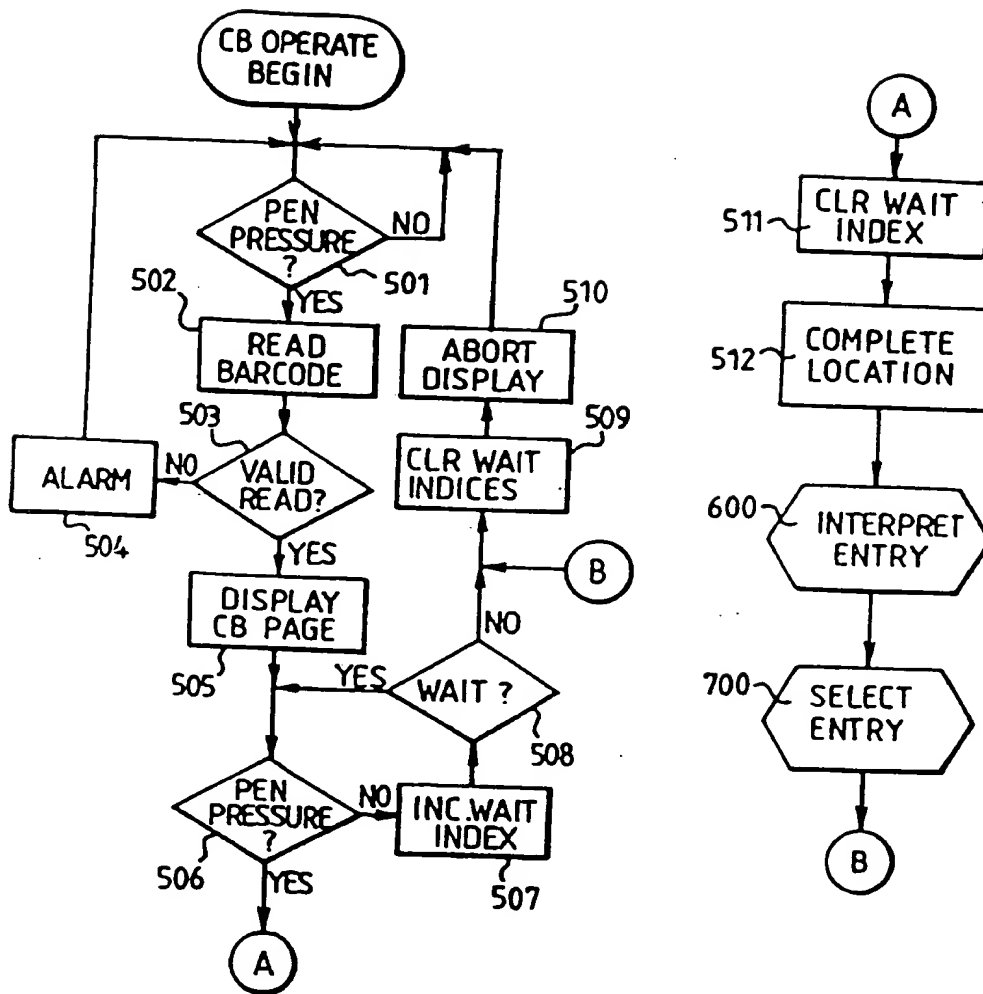 CB OPERATE
BEGIN
PEN
PRESSURE
?
NO
501
YES
502
READ
BARCODE
503
VALID
READ?
NO
ALARM
504
YES
DISPLAY
CB PAGE
505
PEN
PRESSURE
?
506
NO
YES
A
INC.WAIT
INDEX
507
WAIT ?
508
YES
NO
B
CLR WAIT
INDICES
509
ABORT
DISPLAY
510
A
CLR WAIT
INDEX
511
COMPLETE
LOCATION
512
600
INTERPRET
ENTRY
700
SELECT
ENTRY
B